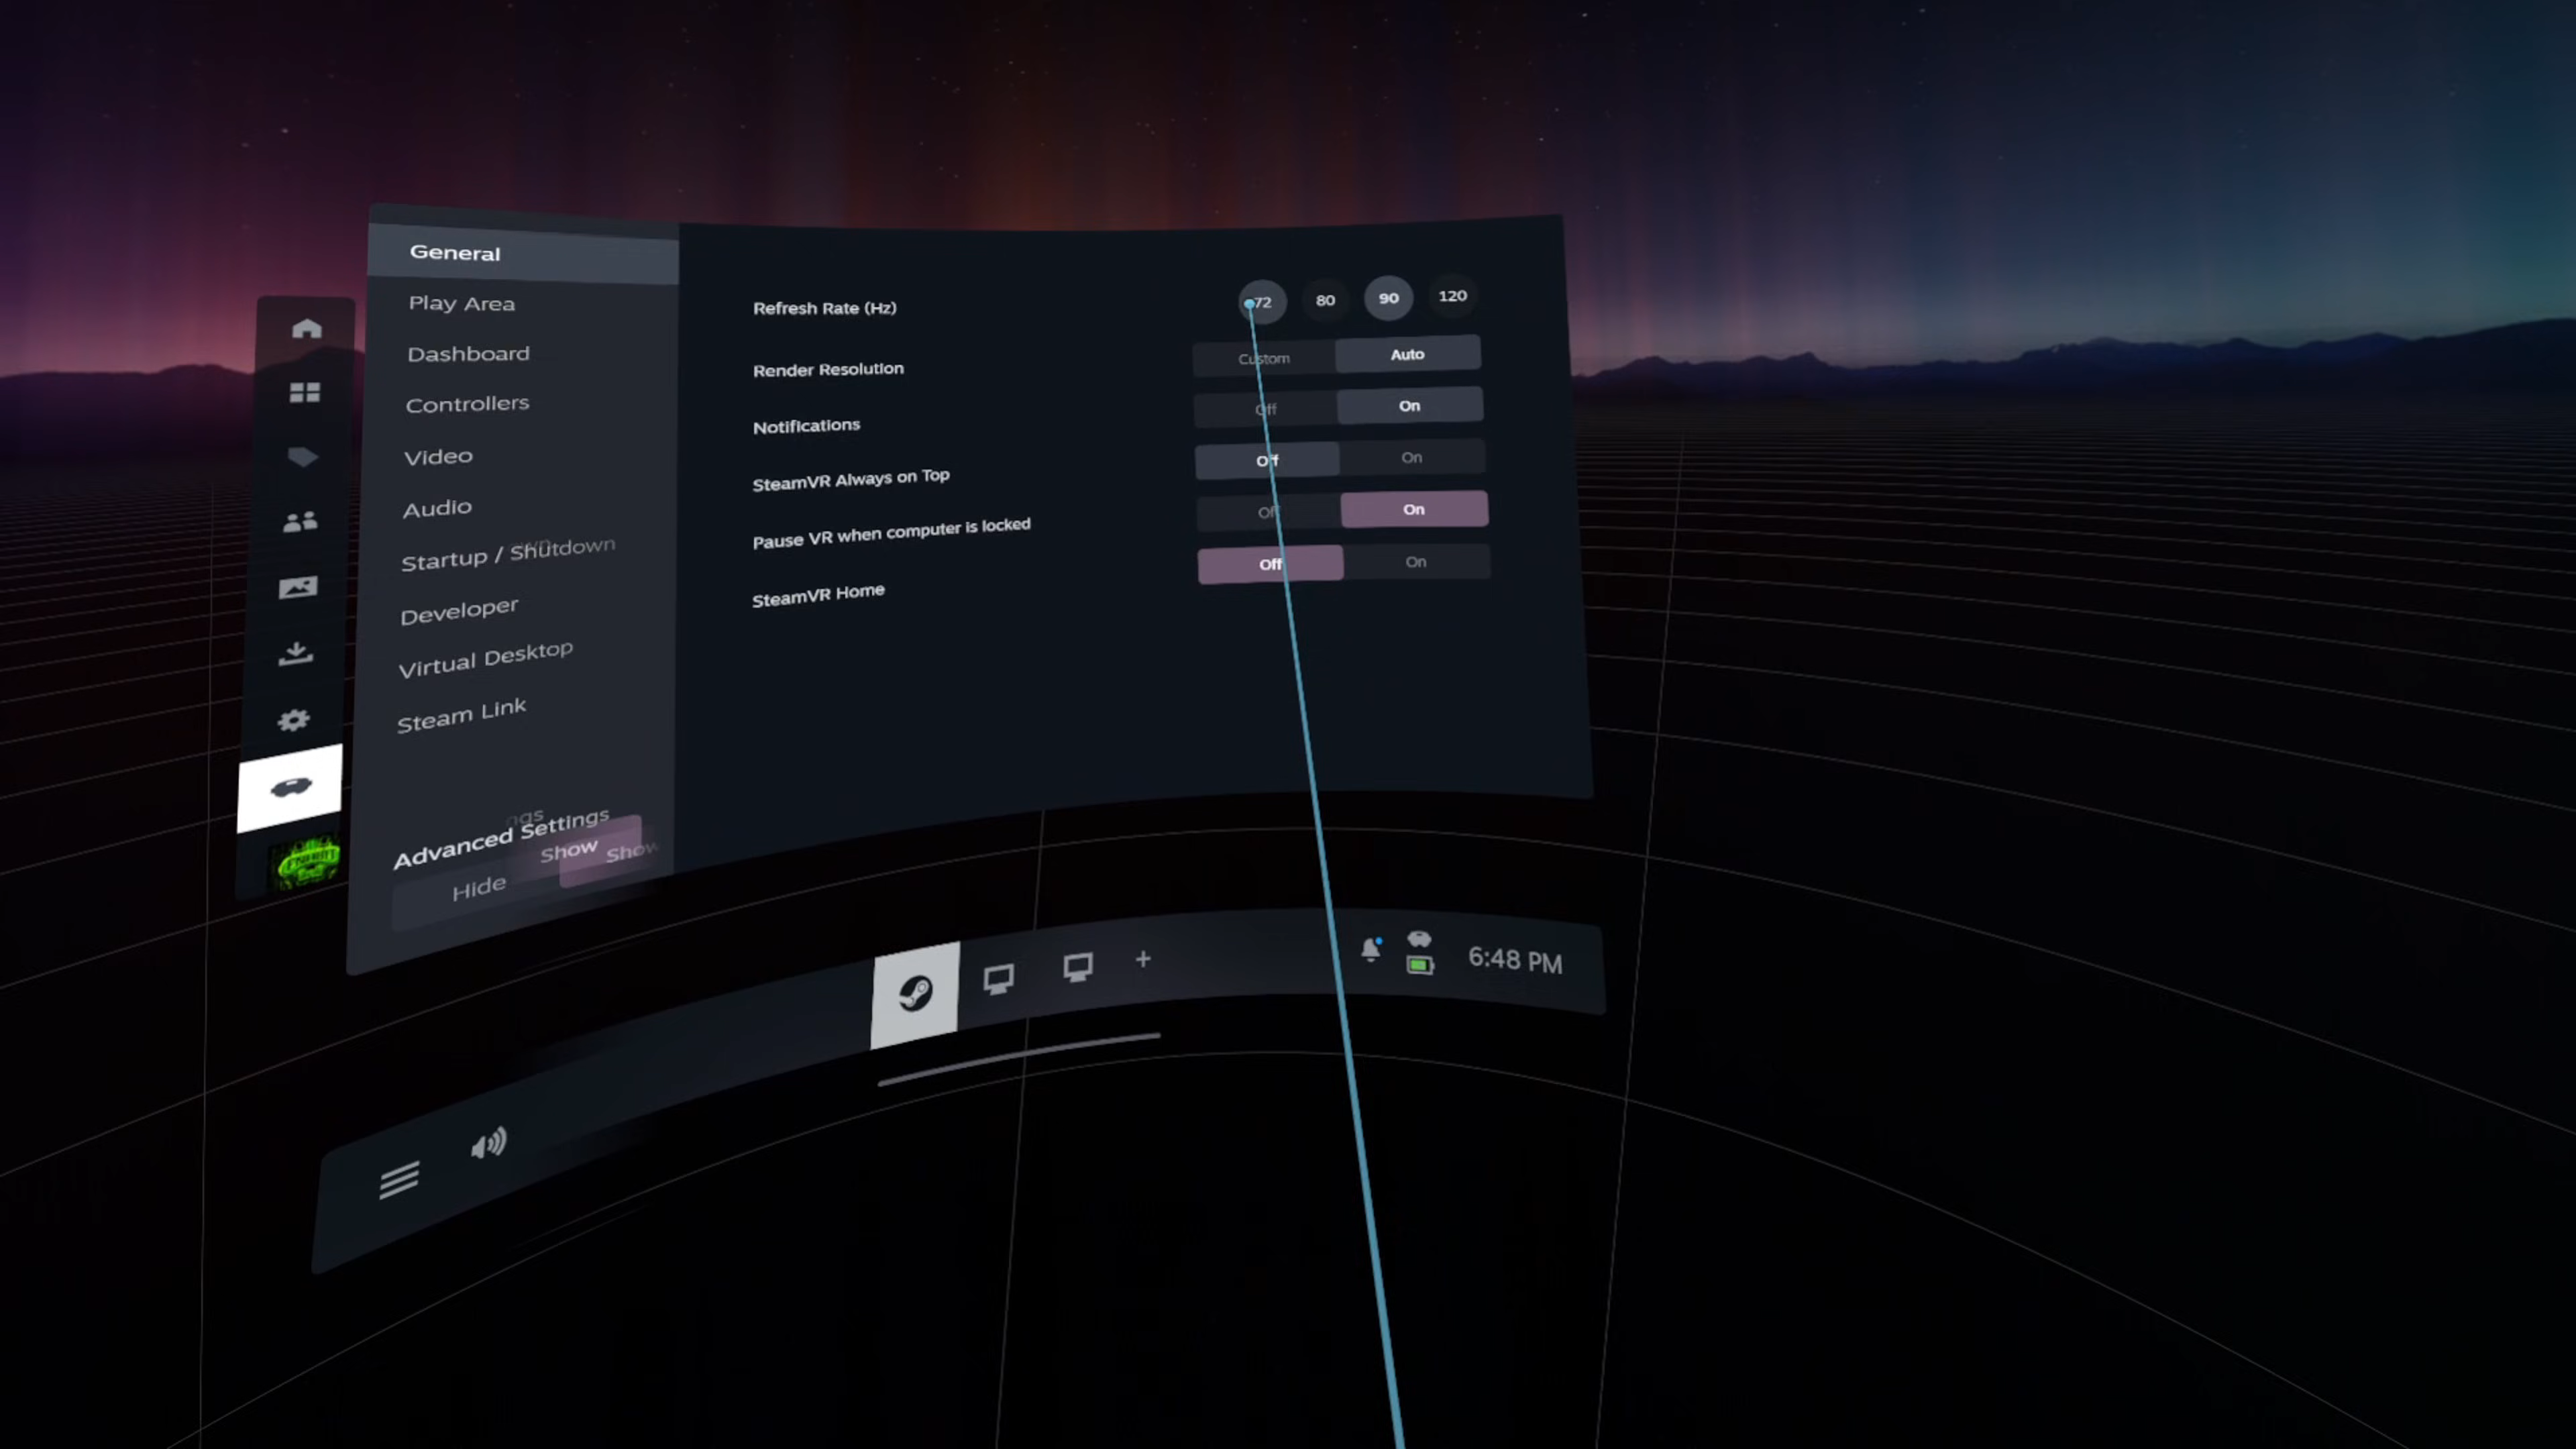 General
Play Area
Dashboard
Controllers
Video
Audio
Startup / Shutdown
Developer
Virtual Desktop
Steam Link
Advanced Settings
Hide Show Show
Refresh Rate (Hz) 72 80 90 120
Render Resolution Custom Auto
Notifications Off On
SteamVR Always on Top Off On
Pause VR when computer is locked Off On
SteamVR Home Off On
+ 6:48 PM